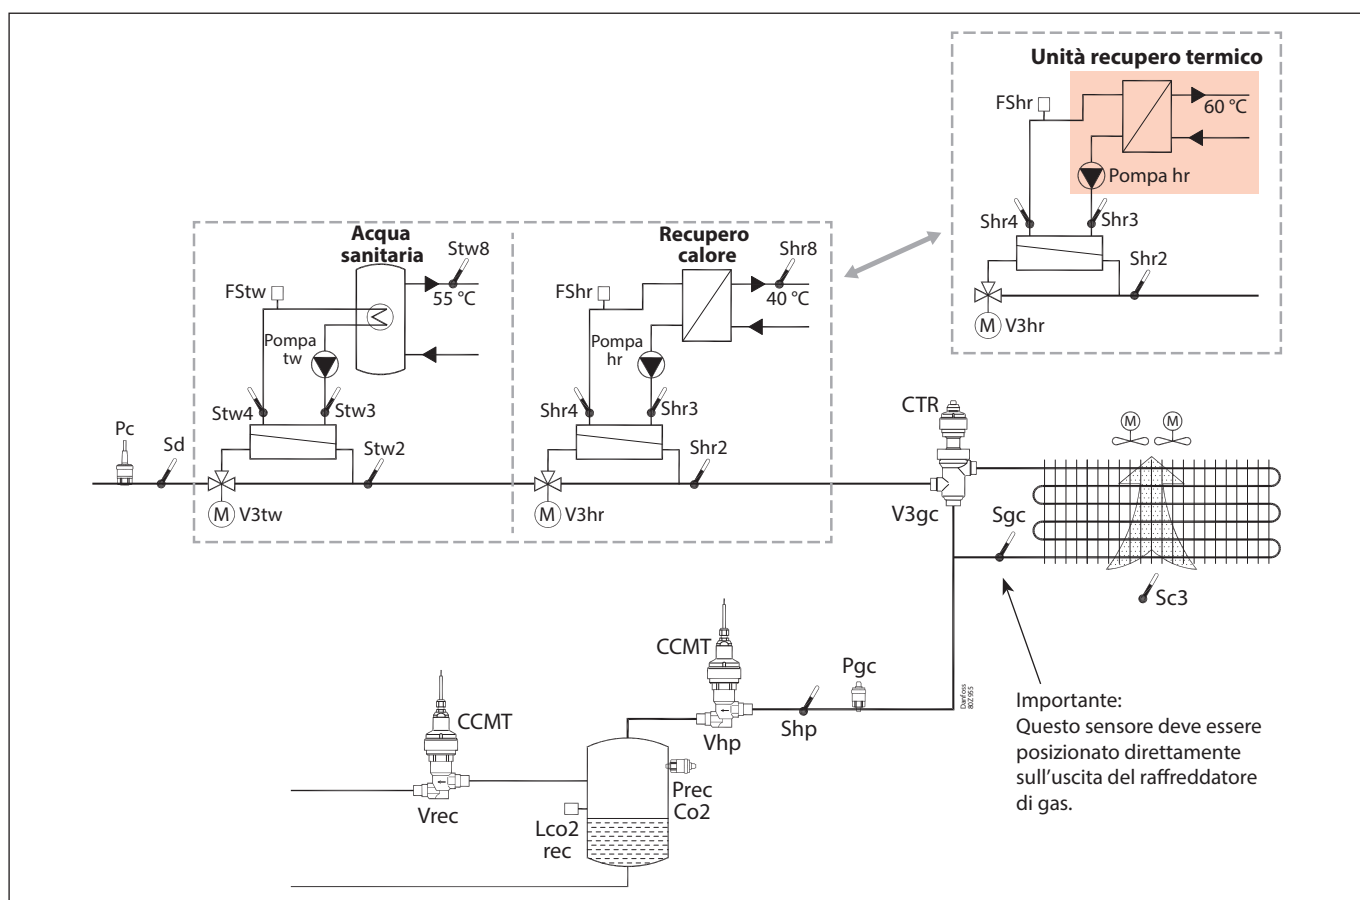 Unità recupero termico
FShr
60 °C
Pompa hr
Shr4
Shr3
Shr2
M
V3hr
Acqua
sanitaria
Stw8
FStw
55 °C
Pompa
tw
Stw4
Stw3
Stw2
M
V3tw
Recupero
calore
Shr8
FShr
40 °C
Pompa
hr
Shr4
Shr3
Shr2
M
V3hr
Pc
Sd
CTR
V3gc
M
M
Sgc
Sc3
CCMT
Vhp
Shp
Pgc
Danfoss
80Z955
CCMT
Vrec
Prec
Co2
Lco2
rec
Importante:
Questo sensore deve essere
posizionato direttamente
sull'uscita del raffreddatore
di gas.